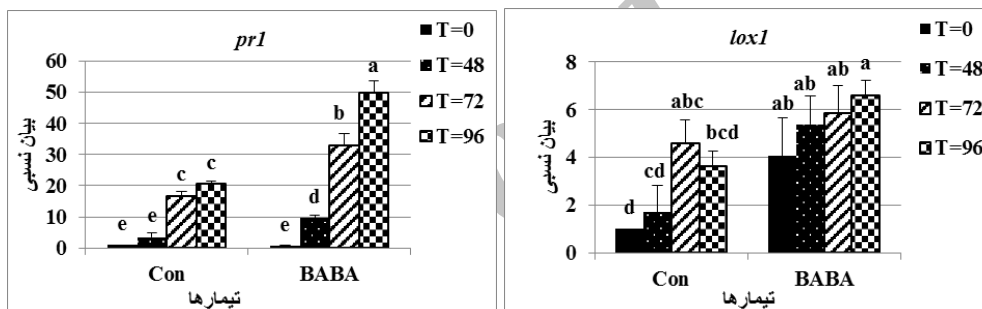 pr1
60
50
40
30
20
10
0
بیان نسبی
e e c c
e d b a
Con BABA
تیمارها
T=0
T=48
T=72
T=96
lox1
8
6
4
2
0
بیان نسبی
d cd abc bcd
ab ab ab a
Con BABA
تیمارها
T=0
T=48
T=72
T=96